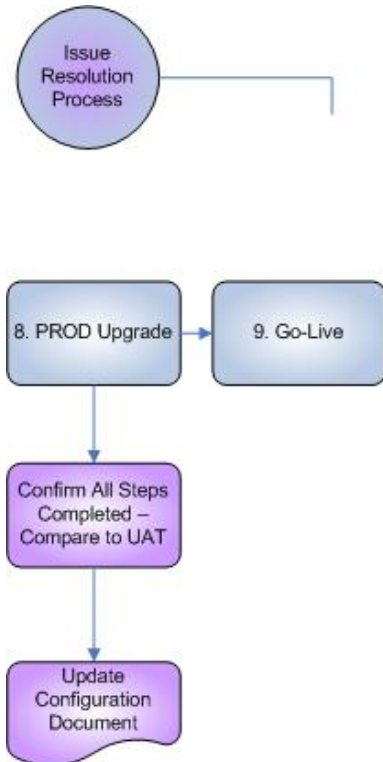 Issue
Resolution
Process
8. PROD Upgrade
9. Go-Live
Confirm All Steps
Completed –
Compare to UAT
Update
Configuration
Document